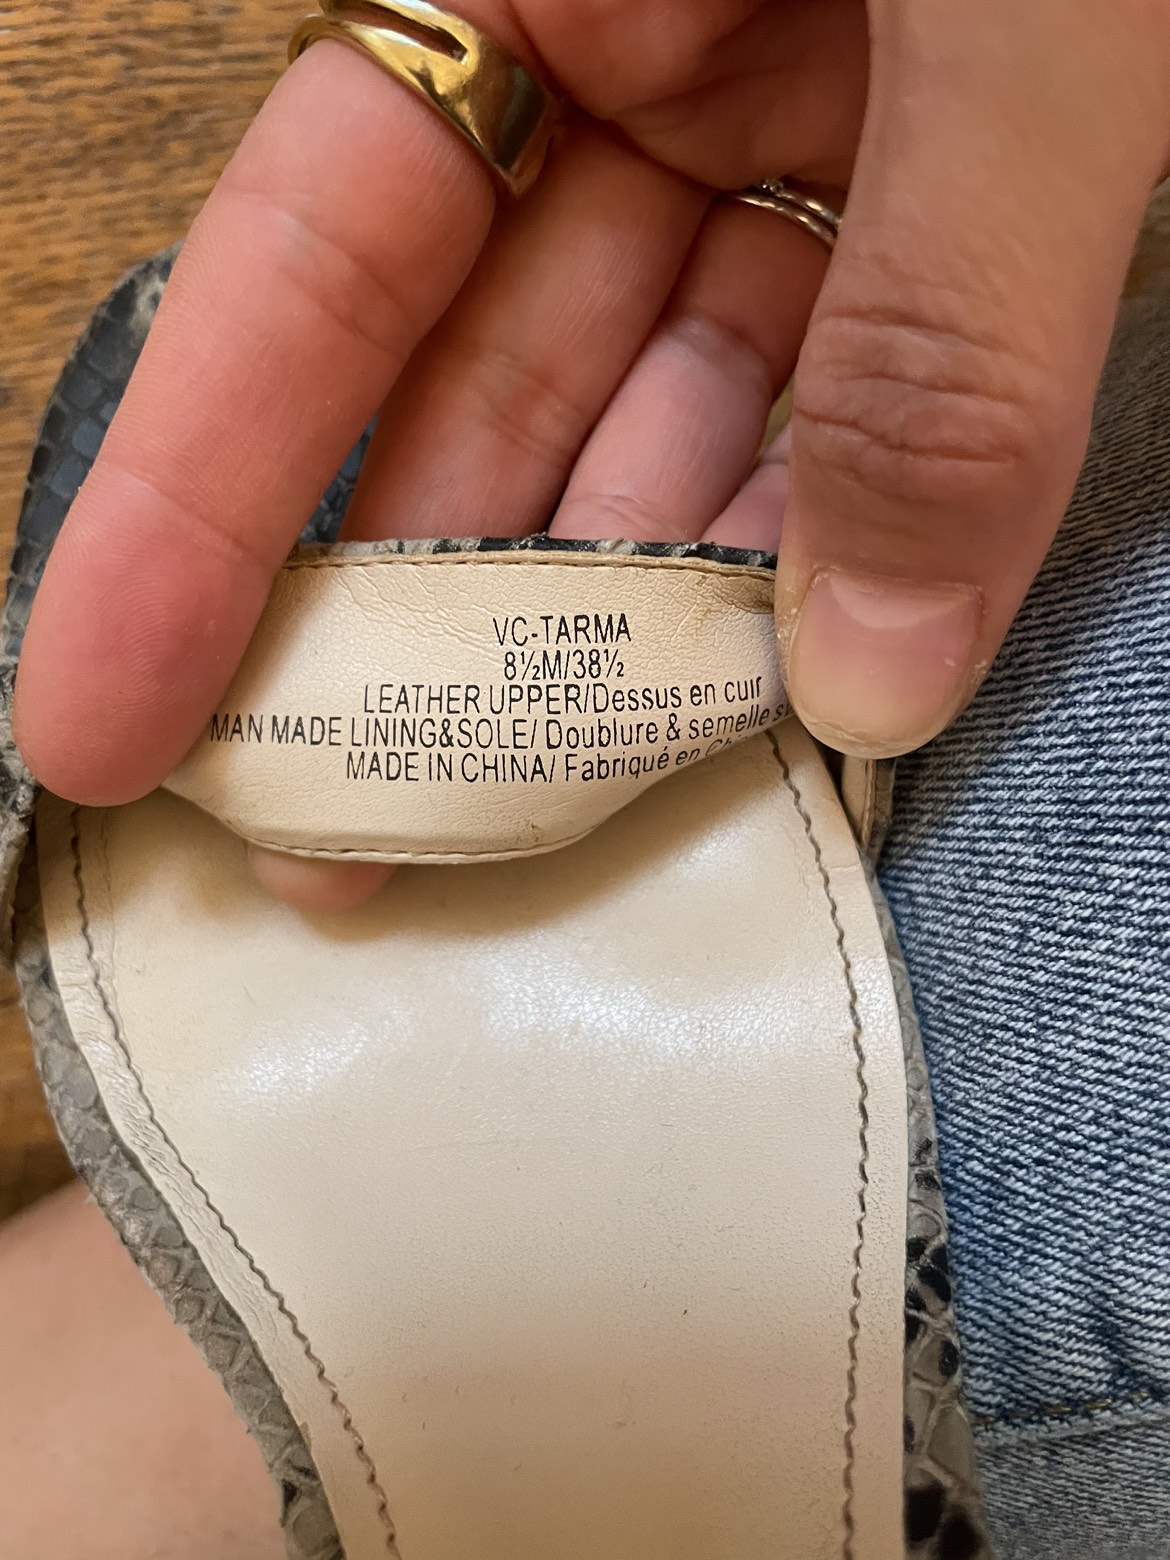 VC-TARMA
8½M/38½
LEATHER UPPER/Dessus en cuir
MAN MADE LINING&SOLE/ Doublure & semelle
MADE IN CHINA/ Fabriqué en